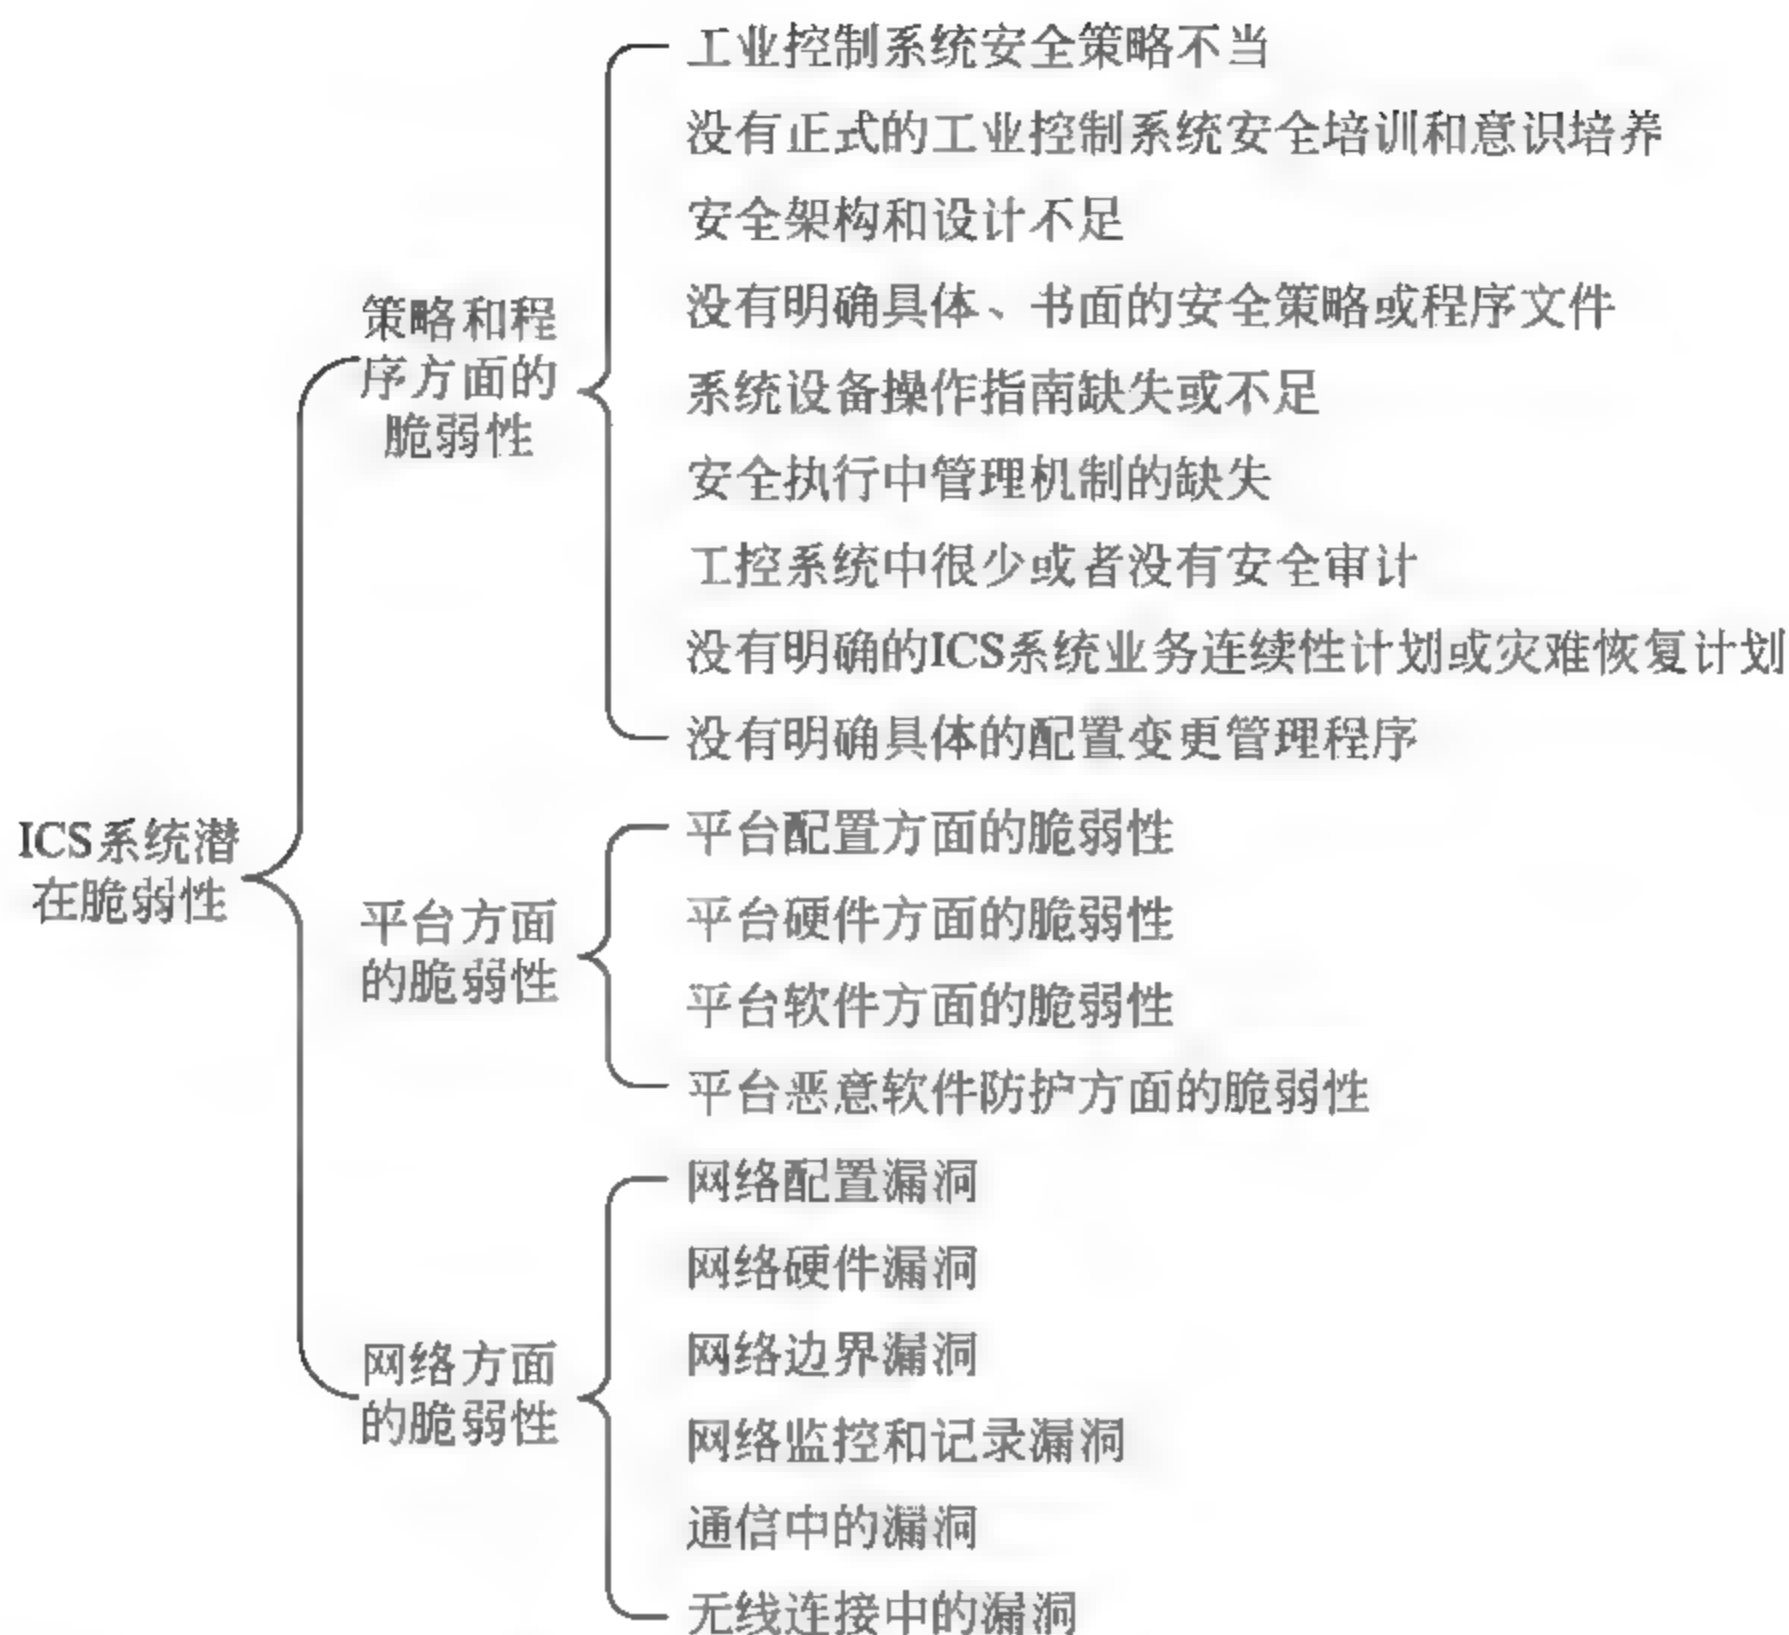 ICS系统潜
在脆弱性
策略和程
序方面的
脆弱性
工业控制系统安全策略不当
没有正式的工业控制系统安全培训和意识培养
安全架构和设计不足
没有明确具体、书面的安全策略或程序文件
系统设备操作指南缺失或不足
安全执行中管理机制的缺失
工控系统中很少或者没有安全审计
没有明确的ICS系统业务连续性计划或灾难恢复计划
没有明确具体的配置变更管理程序
平台方面
的脆弱性
平台配置方面的脆弱性
平台硬件方面的脆弱性
平台软件方面的脆弱性
平台恶意软件防护方面的脆弱性
网络方面
的脆弱性
网络配置漏洞
网络硬件漏洞
网络边界漏洞
网络监控和记录漏洞
通信中的漏洞
无线连接中的漏洞